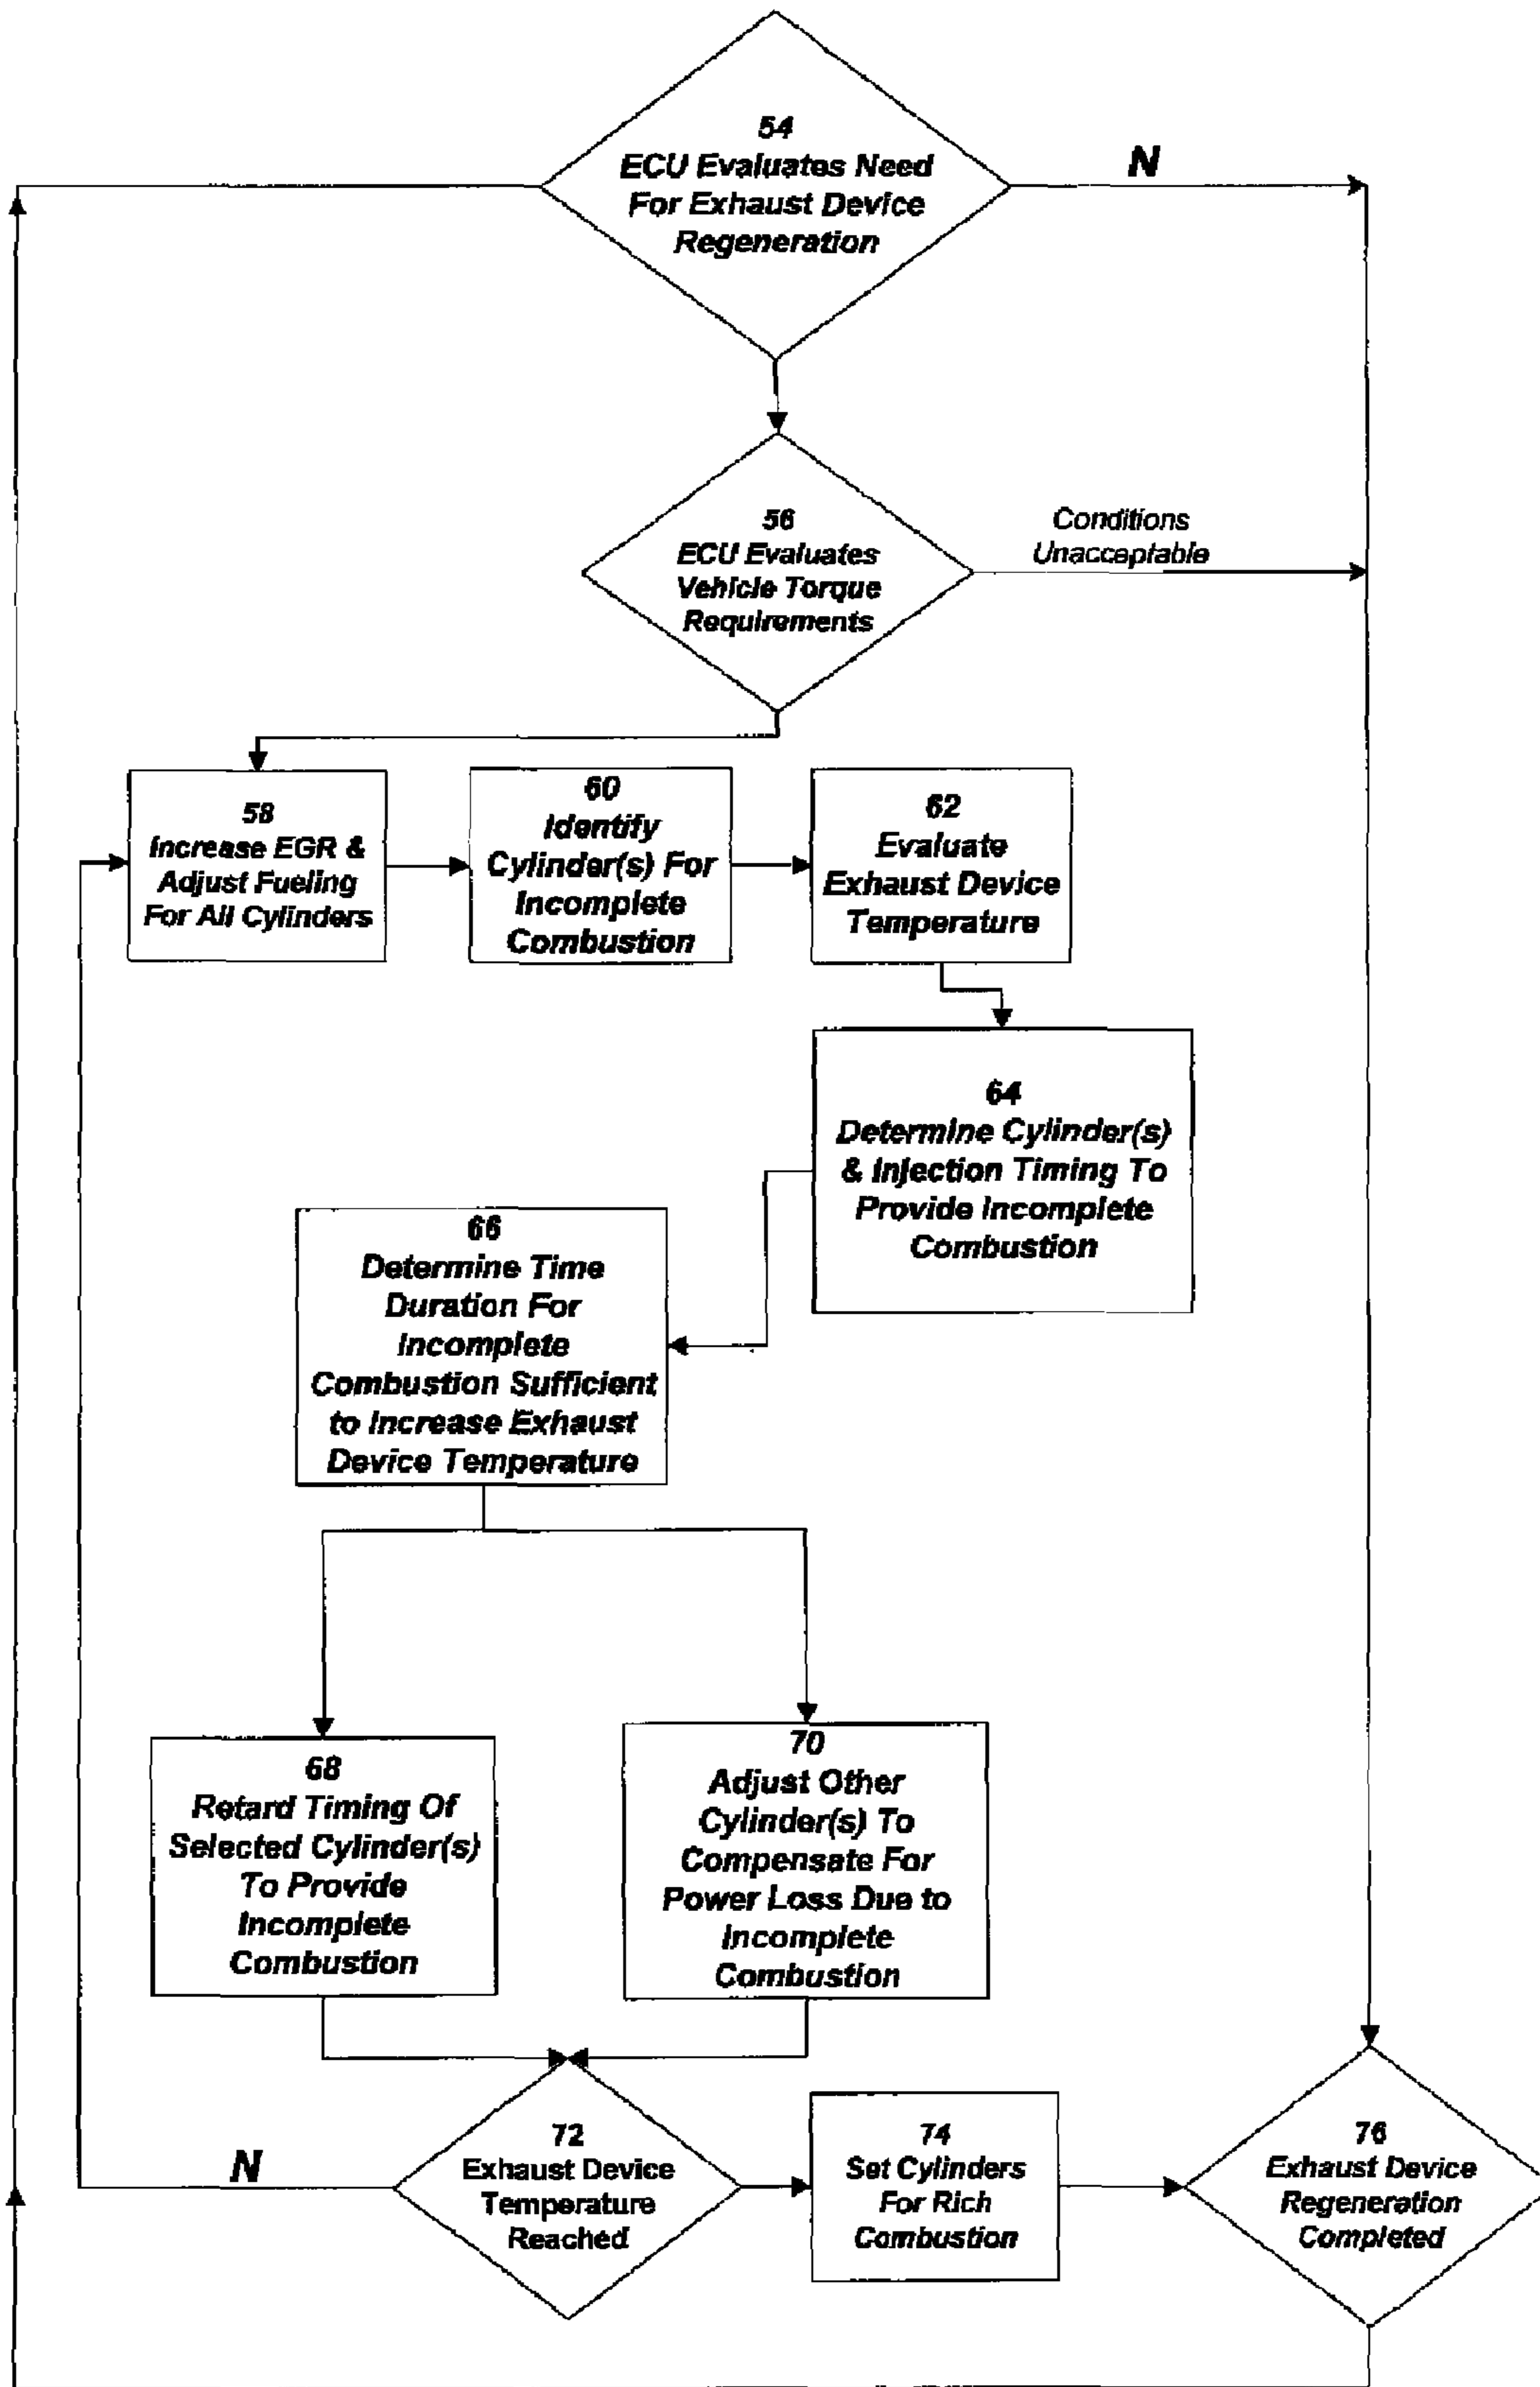 54
ECU Evaluates Need
For Exhaust Device
Regeneration
N
56
ECU Evaluates
Vehicle Torque
Requirements
Conditions
Unacceptable
58
Increase EGR &
Adjust Fueling
For All Cylinders
60
Identify
Cylinder(s) For
Incomplete
Combustion
62
Evaluate
Exhaust Device
Temperature
64
Determine Cylinder(s)
& Injection Timing To
Provide Incomplete
Combustion
66
Determine Time
Duration For
Incomplete
Combustion Sufficient
to Increase Exhaust
Device Temperature
68
Retard Timing Of
Selected Cylinder(s)
To Provide
Incomplete
Combustion
70
Adjust Other
Cylinder(s) To
Compensate For
Power Loss Due to
Incomplete
Combustion
N
72
Exhaust Device
Temperature
Reached
74
Set Cylinders
For Rich
Combustion
76
Exhaust Device
Regeneration
Completed